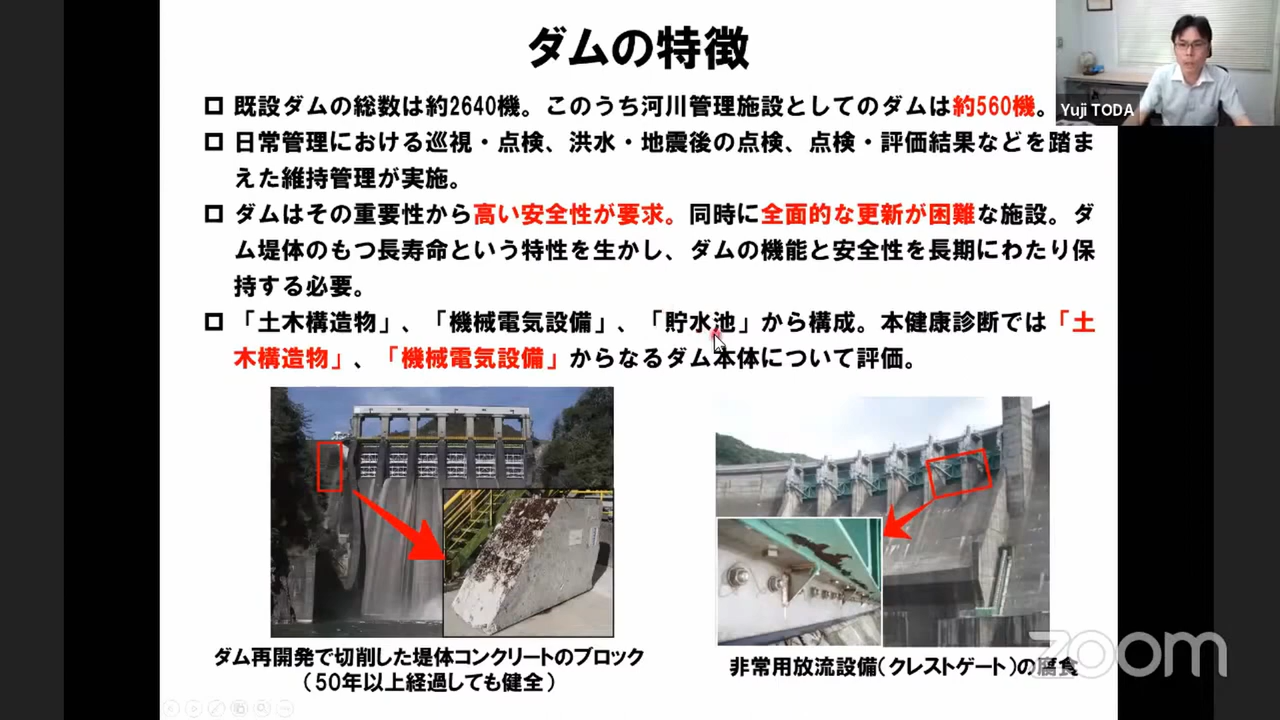 ダムの特徴
Yuji TODA
□ 既設ダムの総数は約2640機。このうち河川管理施設としてのダムは約560機。
□ 日常管理における巡視・点検、洪水・地震後の点検、点検・評価結果などを踏ま
えた維持管理が実施。
□ ダムはその重要性から高い安全性が要求。同時に全面的な更新が困難な施設。ダ
ム堤体のもつ長寿命という特性を生かし、ダムの機能と安全性を長期にわたり保
持する必要。
□ 「土木構造物」、「機械電気設備」、「貯水池」から構成。本健康診断では「土
木構造物」、「機械電気設備」からなるダム本体について評価。
ダム再開発で切削した堤体コンクリートのブロック
（50年以上経過しても健全）
非常用放流設備（クレストゲート）の腐食
zoom